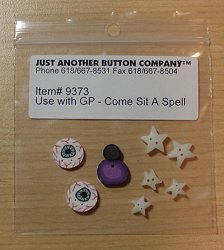 JUST ANOTHER BUTTON COMPANY™
Phone 618/667-8531 Fax 618/667-8504
Item# 9373
Use with GP - Come Sit A Spell